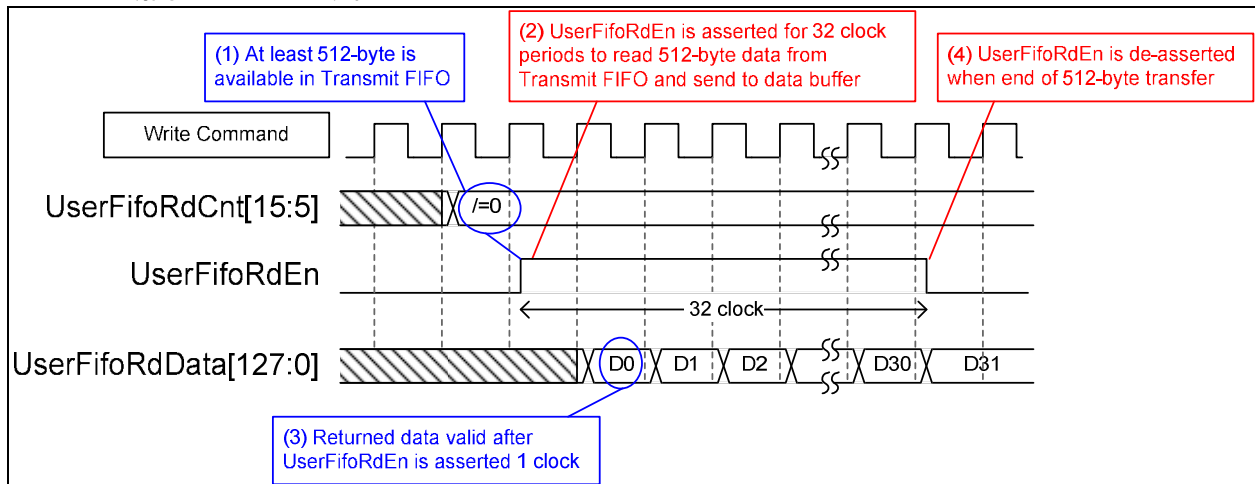 (1) At least 512-byte is
available in Transmit FIFO
(2) UserFifoRdEn is asserted for 32 clock
periods to read 512-byte data from
Transmit FIFO and send to data buffer
(4) UserFifoRdEn is de-asserted
when end of 512-byte transfer
Write Command
UserFifoRdCnt[15:5]
/=0
UserFifoRdEn
32 clock
UserFifoRdData[127:0]
D0
D1
D2
D30
D31
(3) Returned data valid after
UserFifoRdEn is asserted 1 clock